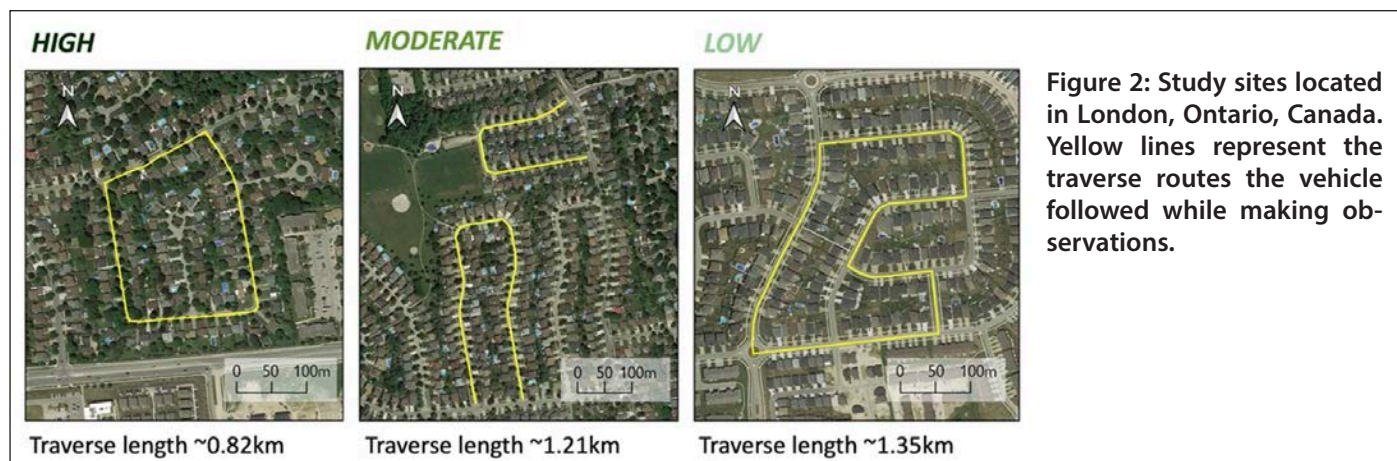 HIGH
MODERATE
LOW
N
N
N
0 50 100m
0 50 100m
0 50 100m
Traverse length ~0.82km
Traverse length ~1.21km
Traverse length ~1.35km
Figure 2: Study sites located
in London, Ontario, Canada.
Yellow lines represent the
traverse routes the vehicle
followed while making ob-
servations.